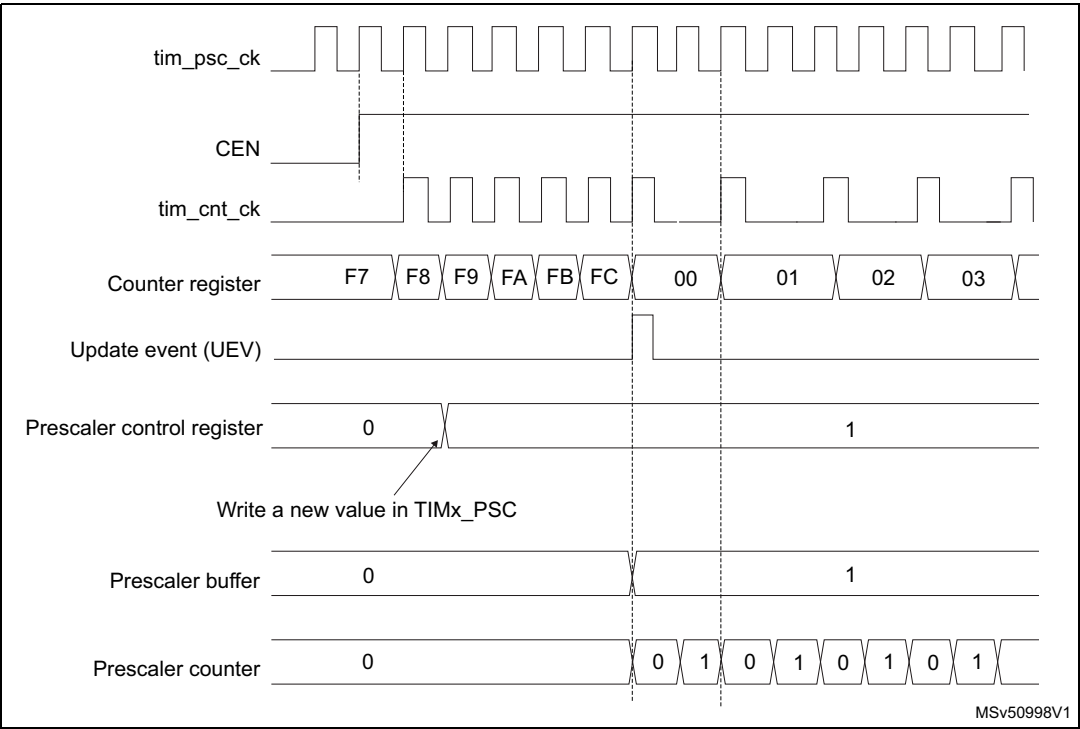 tim_psc_ck
CEN
tim_cnt_ck
Counter register F7 F8 F9 FA FB FC 00 01 02 03
Update event (UEV)
Prescaler control register 0 1
Write a new value in TIMx_PSC
Prescaler buffer 0 1
Prescaler counter 0 0 1 0 1 0 1 0 1
MSv50998V1